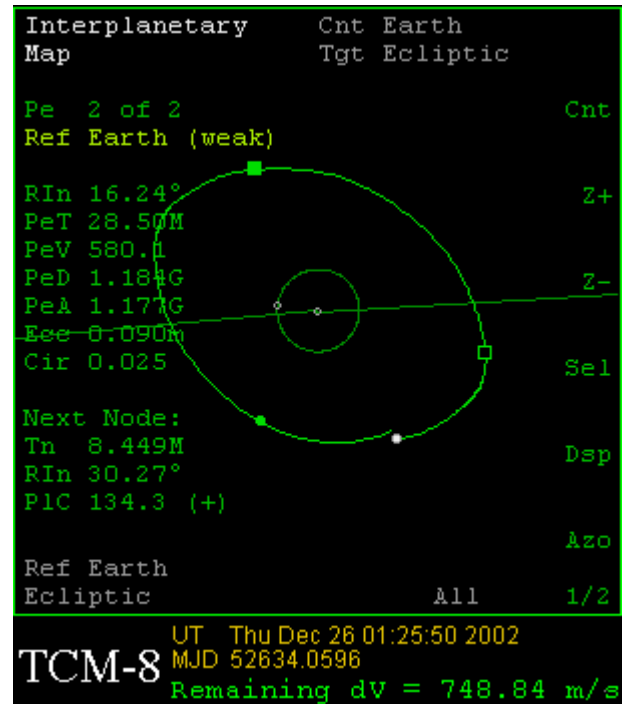 Interplanetary Cnt Earth
Map Tgt Ecliptic
Pe 2 of 2 Cnt
Ref Earth (weak)
RIn 16.24° Z+
PeT 28.50M
PeV 580.1
PeD 1.184G Z-
PeA 1.177G
Ecc 0.090m
Cir 0.025 Sel
Next Node:
Tn 8.449M Dsp
RIn 30.27°
PlC 134.3 (+)
Azo
Ref Earth
Ecliptic All 1/2
UT Thu Dec 26 01:25:50 2002
TCM-8 MJD 52634.0596
Remaining dV = 748.84 m/s